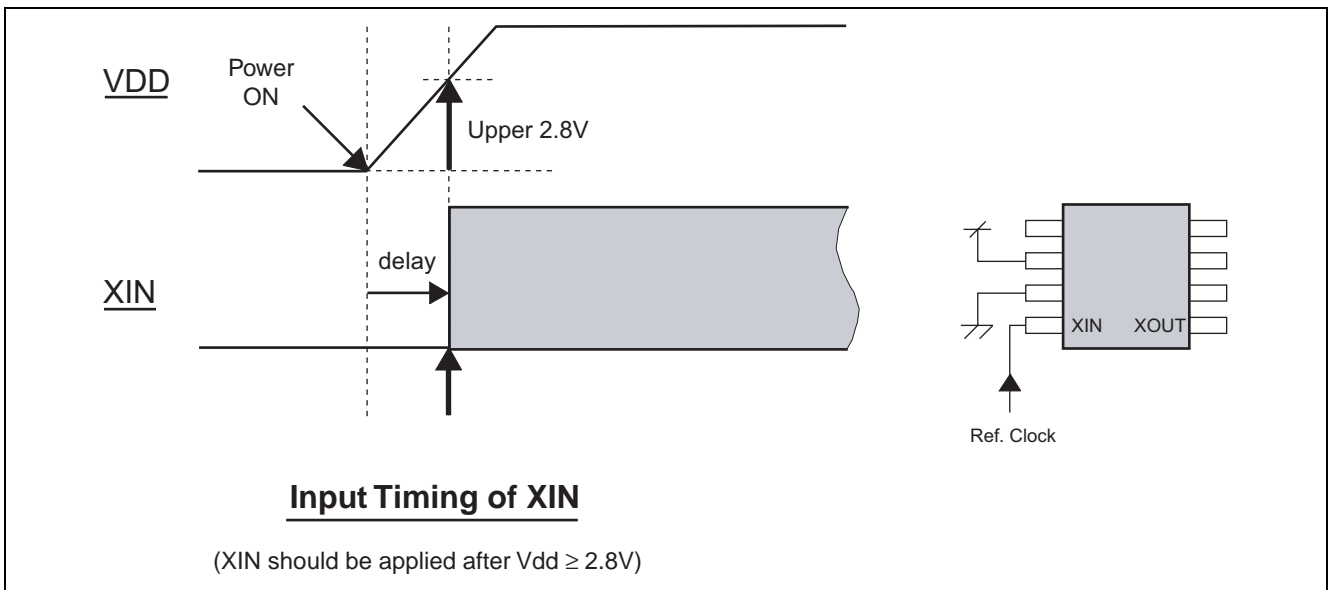 VDD
Power
ON
Upper 2.8V
XIN
delay
XIN XOUT
Ref. Clock
Input Timing of XIN
(XIN should be applied after Vdd ≥ 2.8V)